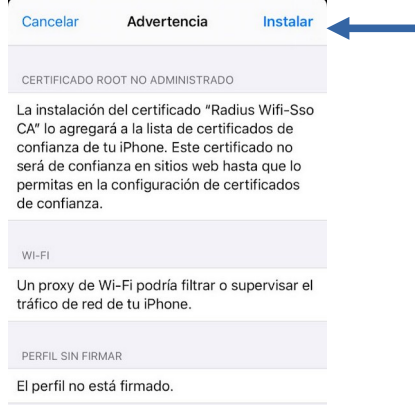 Cancelar Advertencia Instalar
CERTIFICADO ROOT NO ADMINISTRADO
La instalación del certificado “Radius Wifi-Sso
CA” lo agregará a la lista de certificados de
confianza de tu iPhone. Este certificado no
será de confianza en sitios web hasta que lo
permitas en la configuración de certificados
de confianza.
WI-FI
Un proxy de Wi-Fi podría filtrar o supervisar el
tráfico de red de tu iPhone.
PERFIL SIN FIRMAR
El perfil no está firmado.